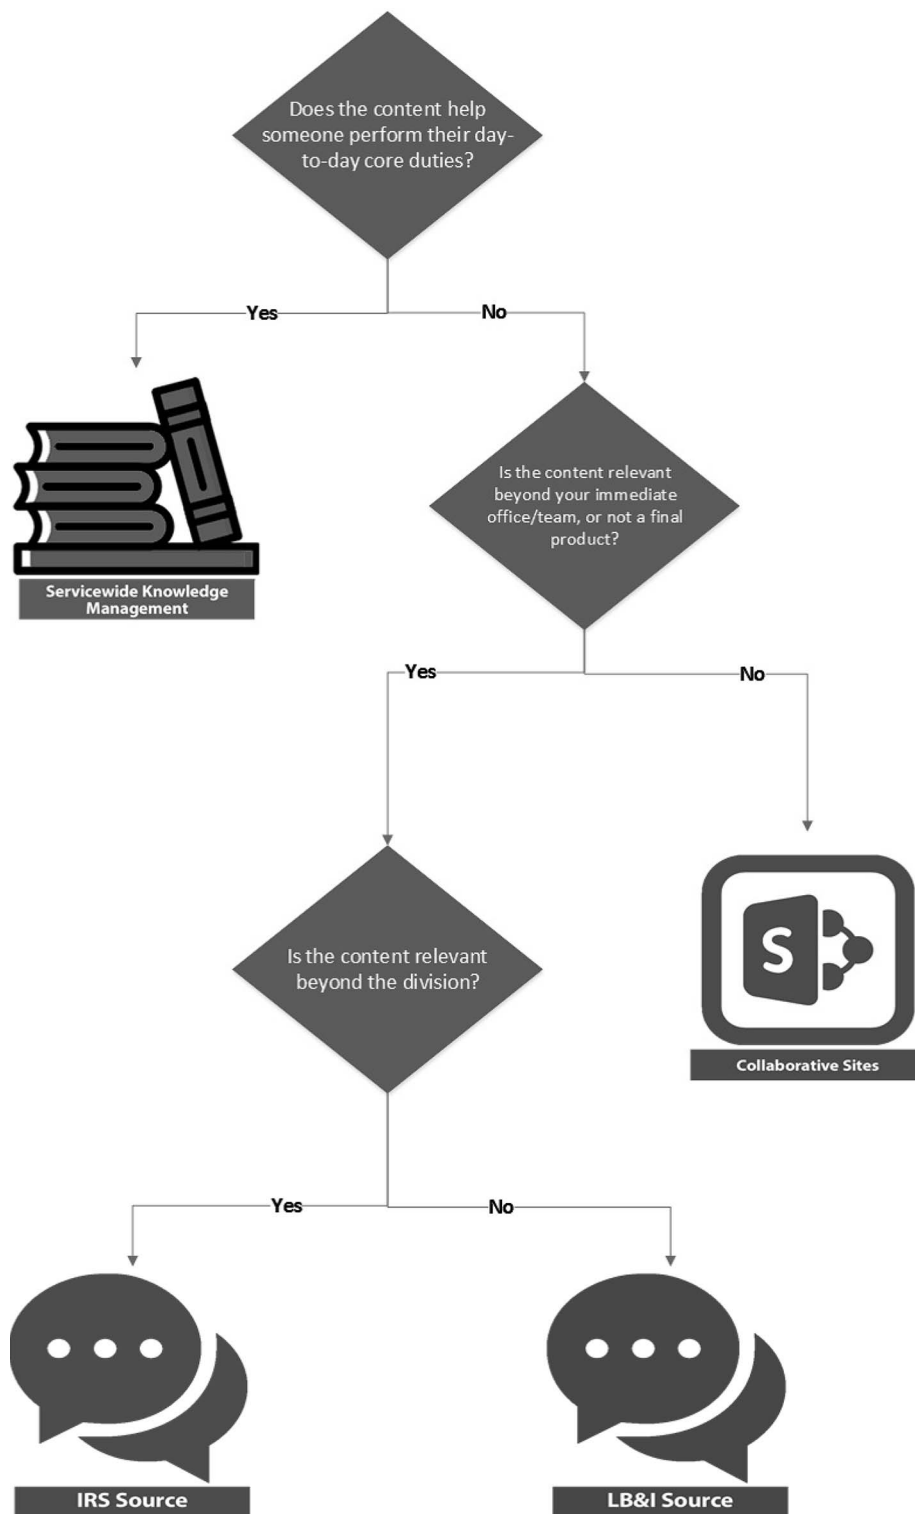 Does the content help
someone perform their day-
to-day core duties?
Yes
No
Servicewide Knowledge
Management
Is the content relevant
beyond your immediate
office/team, or not a final
product?
Yes
No
Is the content relevant
beyond the division?
S
Collaborative Sites
Yes
No
IRS Source
LB&I Source